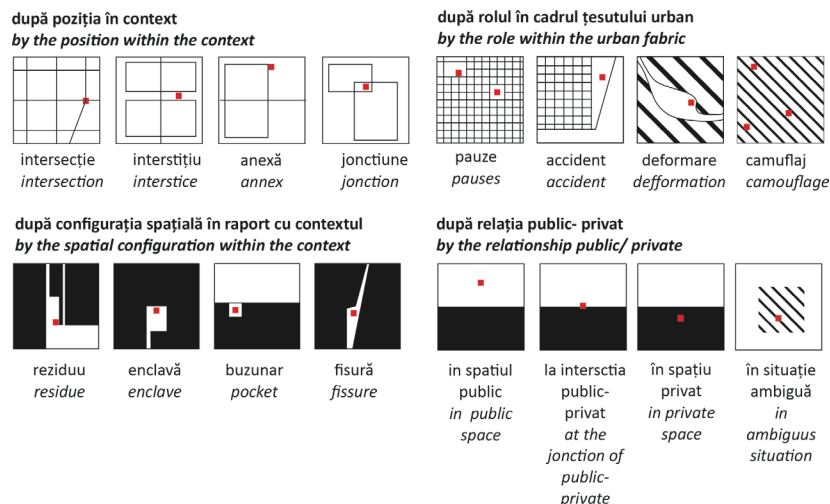 după poziția în context
by the position within the context
intersecție
intersection
interstițiu
interstice
anexă
annex
joncțiune
jonction
după rolul în cadrul țesutului urban
by the role within the urban fabric
pauze
pauses
accident
accident
deformare
defformation
camuflaj
camouflage
după configurația spațială în raport cu contextul
by the spatial configuration within the context
reziduu
residue
enclavă
enclave
buzunar
pocket
fisură
fissure
după relația public- privat
by the relationship public/ private
in spatiul
public
in public
space
la intersctia
public-
privat
at the
jonction of
public-
private
în spațiu
privat
in private
space
în situație
ambiguă
in
ambiguus
situation